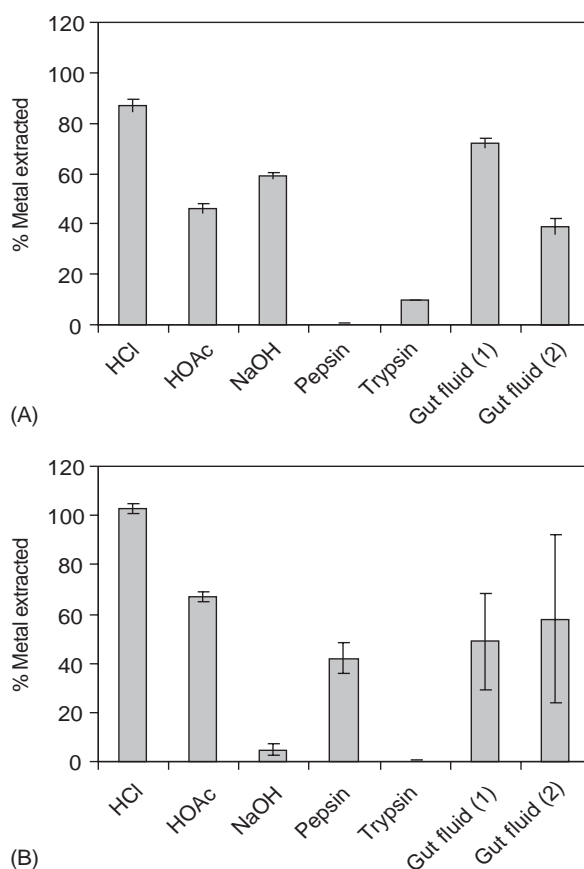 120
100
80
60
40
20
0
% Metal extracted
HCl
HOAc
NaOH
Pepsin
Trypsin
Gut fluid (1)
Gut fluid (2)
(A)
120
100
80
60
40
20
0
% Metal extracted
HCl
HOAc
NaOH
Pepsin
Trypsin
Gut fluid (1)
Gut fluid (2)
(B)